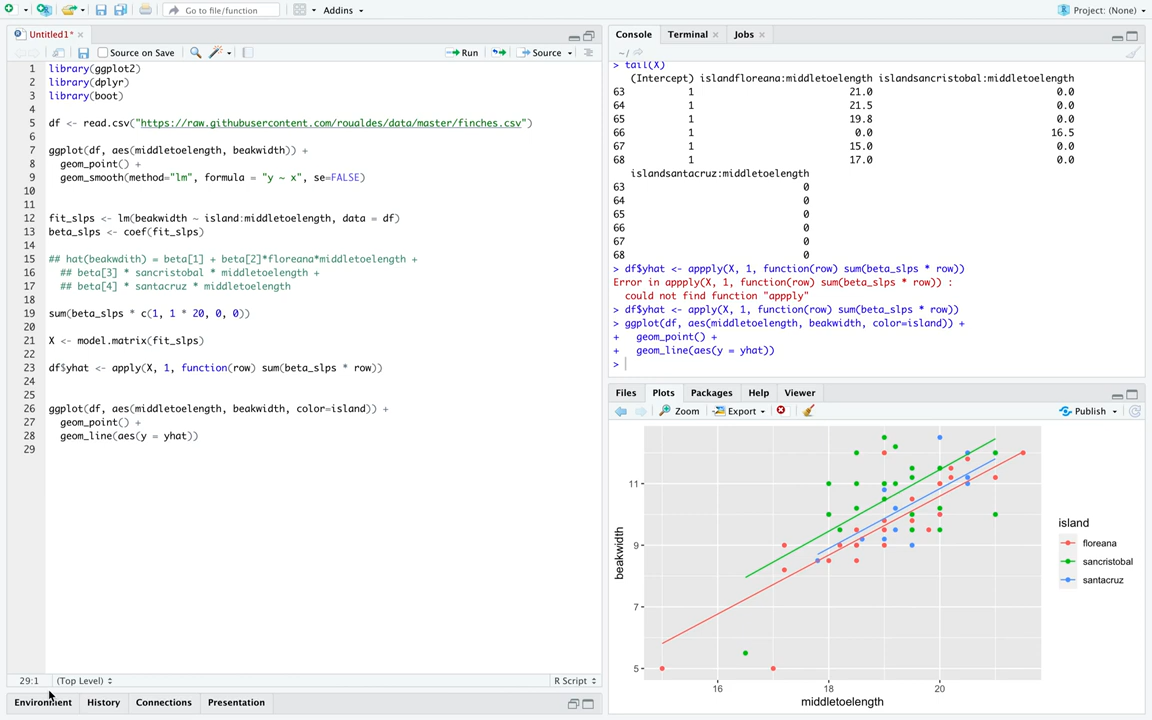 Go to file/function
Addins
Project: (None)
Untitled1*
Source on Save
Run
Source
1 library(ggplot2)
2 library(dplyr)
3 library(boot)
4
5 df <- read.csv("https://raw.githubusercontent.com/roualdes/data/master/finches.csv")
6
7 ggplot(df, aes(middletoelength, beakwidth)) +
8 geom_point() +
9 geom_smooth(method="lm", formula = "y ~ x", se=FALSE)
10
11
12 fit_slps <- lm(beakwidth ~ island:middletoelength, data = df)
13 beta_slps <- coef(fit_slps)
14
15 ## hat(beakwdith) = beta[1] + beta[2]*floreana*middletoelength +
16 ## beta[3] * sancristobal * middletoelength +
17 ## beta[4] * santacruz * middletoelength
18
19 sum(beta_slps * c(1, 1 * 20, 0, 0))
20
21 X <- model.matrix(fit_slps)
22
23 df$yhat <- apply(X, 1, function(row) sum(beta_slps * row))
24
25
26 ggplot(df, aes(middletoelength, beakwidth, color=island)) +
27 geom_point() +
28 geom_line(aes(y = yhat))
29
29:1
(Top Level)
R Script
Environment
History
Connections
Presentation
Console
Terminal
Jobs
~/
> tail(X)
(Intercept) islandfloreana:middletoelength islandsancristobal:middletoelength
63 1 21.0 0.0
64 1 21.5 0.0
65 1 19.8 0.0
66 1 0.0 16.5
67 1 15.0 0.0
68 1 17.0 0.0
islandsantacruz:middletoelength
63 0
64 0
65 0
66 0
67 0
68 0
> df$yhat <- appply(X, 1, function(row) sum(beta_slps * row))
Error in appply(X, 1, function(row) sum(beta_slps * row)) :
could not find function "appply"
> df$yhat <- apply(X, 1, function(row) sum(beta_slps * row))
> ggplot(df, aes(middletoelength, beakwidth, color=island)) +
+ geom_point() +
+ geom_line(aes(y = yhat))
>
Files
Plots
Packages
Help
Viewer
Zoom
Export
Publish
11
9
7
5
beakwidth
16
18
20
middletoelength
island
floreana
sancristobal
santacruz